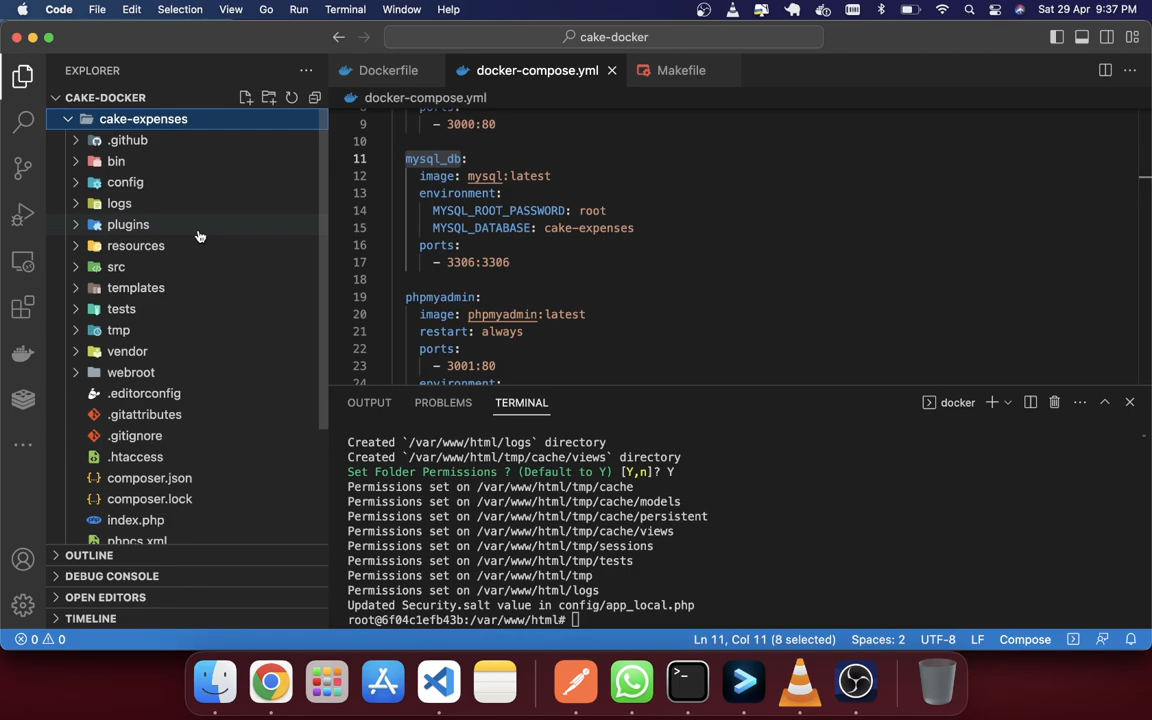 Code File Edit Selection View Go Run Terminal Window Help Sat 29 Apr 9:37 PM
cake-docker
EXPLORER
Dockerfile docker-compose.yml Makefile
CAKE-DOCKER
docker-compose.yml
cake-expenses
.github
bin
config
logs
plugins
resources
src
templates
tests
tmp
vendor
webroot
.editorconfig
.gitattributes
.gitignore
.htaccess
composer.json
composer.lock
index.php
phpcs.xml
OUTLINE
DEBUG CONSOLE
OPEN EDITORS
TIMELINE
8 ports:
9 - 3000:80
10
11 mysql_db:
12 image: mysql:latest
13 environment:
14 MYSQL_ROOT_PASSWORD: root
15 MYSQL_DATABASE: cake-expenses
16 ports:
17 - 3306:3306
18
19 phpmyadmin:
20 image: phpmyadmin:latest
21 restart: always
22 ports:
23 - 3001:80
24 environment:
OUTPUT PROBLEMS TERMINAL docker
Created `/var/www/html/logs` directory
Created `/var/www/html/tmp/cache/views` directory
Set Folder Permissions ? (Default to Y) [Y,n]? Y
Permissions set on /var/www/html/tmp/cache
Permissions set on /var/www/html/tmp/cache/models
Permissions set on /var/www/html/tmp/cache/persistent
Permissions set on /var/www/html/tmp/cache/views
Permissions set on /var/www/html/tmp/sessions
Permissions set on /var/www/html/tmp/tests
Permissions set on /var/www/html/tmp
Permissions set on /var/www/html/logs
Updated Security.salt value in config/app_local.php
root@6f04c1efb43b:/var/www/html#
0 0 Ln 11, Col 11 (8 selected) Spaces: 2 UTF-8 LF Compose